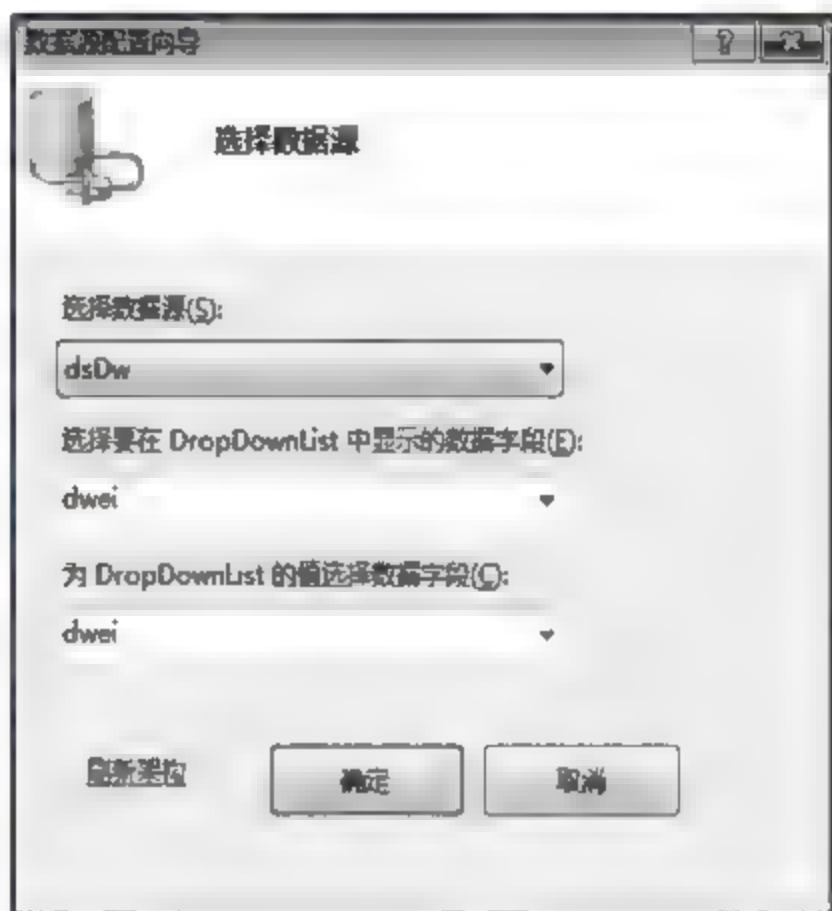 数据源配置向导
选择数据源
选择数据源(S):
dsDw
选择要在 DropDownList 中显示的数据字段(F):
dwei
为 DropDownList 的值选择数据字段(C):
dwei
刷新架构
确定
取消